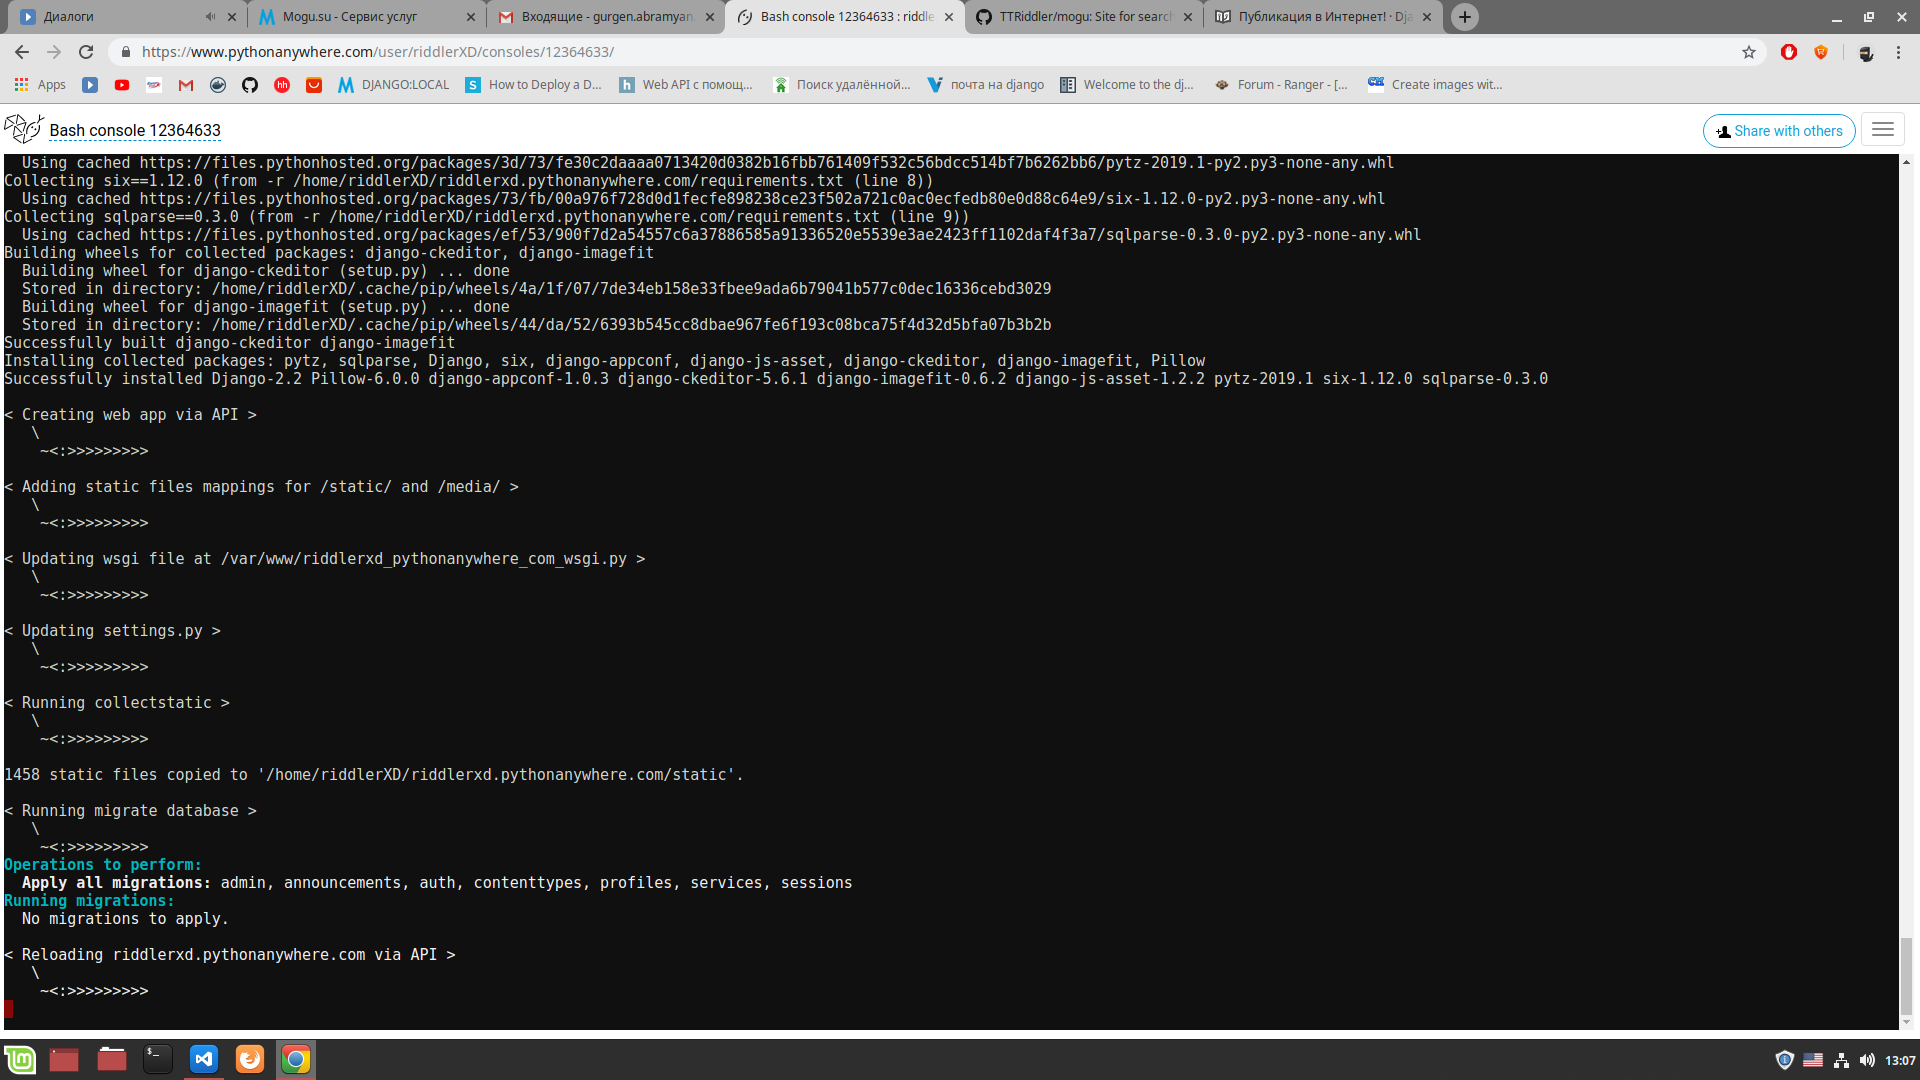 Диалоги
Mogu.su - Сервис услуг
Входящие - gurgen.abramyan.
Bash console 12364633 : riddle
TTRiddler/mogu: Site for search
Публикация в Интернет! · Dja
https://www.pythonanywhere.com/user/riddlerXD/consoles/12364633/
Apps
DJANGO:LOCAL
How to Deploy a D...
Web API с помощ...
Поиск удалённой...
почта на django
Welcome to the dj...
Forum - Ranger - [...
Create images wit...
Bash console 12364633
Share with others
Using cached https://files.pythonhosted.org/packages/3d/73/fe30c2daaaa0713420d0382b16fbb761409f532c56bdcc514bf7b6262bb6/pytz-2019.1-py2.py3-none-any.whl
Collecting six==1.12.0 (from -r /home/riddlerXD/riddlerxd.pythonanywhere.com/requirements.txt (line 8))
Using cached https://files.pythonhosted.org/packages/73/fb/00a976f728d0d1fecfe898238ce23f502a721c0ac0ecfedb80e0d88c64e9/six-1.12.0-py2.py3-none-any.whl
Collecting sqlparse==0.3.0 (from -r /home/riddlerXD/riddlerxd.pythonanywhere.com/requirements.txt (line 9))
Using cached https://files.pythonhosted.org/packages/ef/53/900f7d2a54557c6a37886585a91336520e5539e3ae2423ff1102daf4f3a7/sqlparse-0.3.0-py2.py3-none-any.whl
Building wheels for collected packages: django-ckeditor, django-imagefit
Building wheel for django-ckeditor (setup.py) ... done
Stored in directory: /home/riddlerXD/.cache/pip/wheels/4a/1f/07/7de34eb158e33fbee9ada6b79041b577c0dec16336cebd3029
Building wheel for django-imagefit (setup.py) ... done
Stored in directory: /home/riddlerXD/.cache/pip/wheels/44/da/52/6393b545cc8dbae967fe6f193c08bca75f4d32d5bfa07b3b2b
Successfully built django-ckeditor django-imagefit
Installing collected packages: pytz, sqlparse, Django, six, django-appconf, django-js-asset, django-ckeditor, django-imagefit, Pillow
Successfully installed Django-2.2 Pillow-6.0.0 django-appconf-1.0.3 django-ckeditor-5.6.1 django-imagefit-0.6.2 django-js-asset-1.2.2 pytz-2019.1 six-1.12.0 sqlparse-0.3.0
< Creating web app via API >
\
~<:>>>>>>>>>
< Adding static files mappings for /static/ and /media/ >
\
~<:>>>>>>>>>
< Updating wsgi file at /var/www/riddlerxd_pythonanywhere_com_wsgi.py >
\
~<:>>>>>>>>>
< Updating settings.py >
\
~<:>>>>>>>>>
< Running collectstatic >
\
~<:>>>>>>>>>
1458 static files copied to '/home/riddlerXD/riddlerxd.pythonanywhere.com/static'.
< Running migrate database >
\
~<:>>>>>>>>>
Operations to perform:
Apply all migrations: admin, announcements, auth, contenttypes, profiles, services, sessions
Running migrations:
No migrations to apply.
< Reloading riddlerxd.pythonanywhere.com via API >
\
~<:>>>>>>>>>
13:07